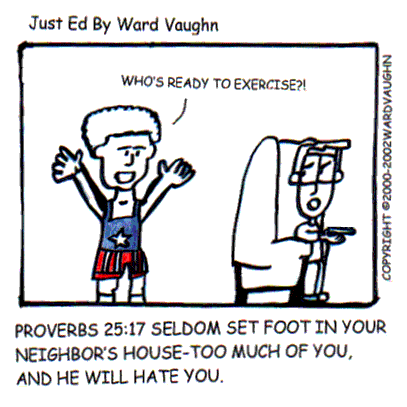 Just Ed By Ward Vaughn
WHO'S READY TO EXERCISE?!
COPYRIGHT ©2000-2002WARDVAUGHN
PROVERBS 25:17 SELDOM SET FOOT IN YOUR
NEIGHBOR'S HOUSE-TOO MUCH OF YOU,
AND HE WILL HATE YOU.